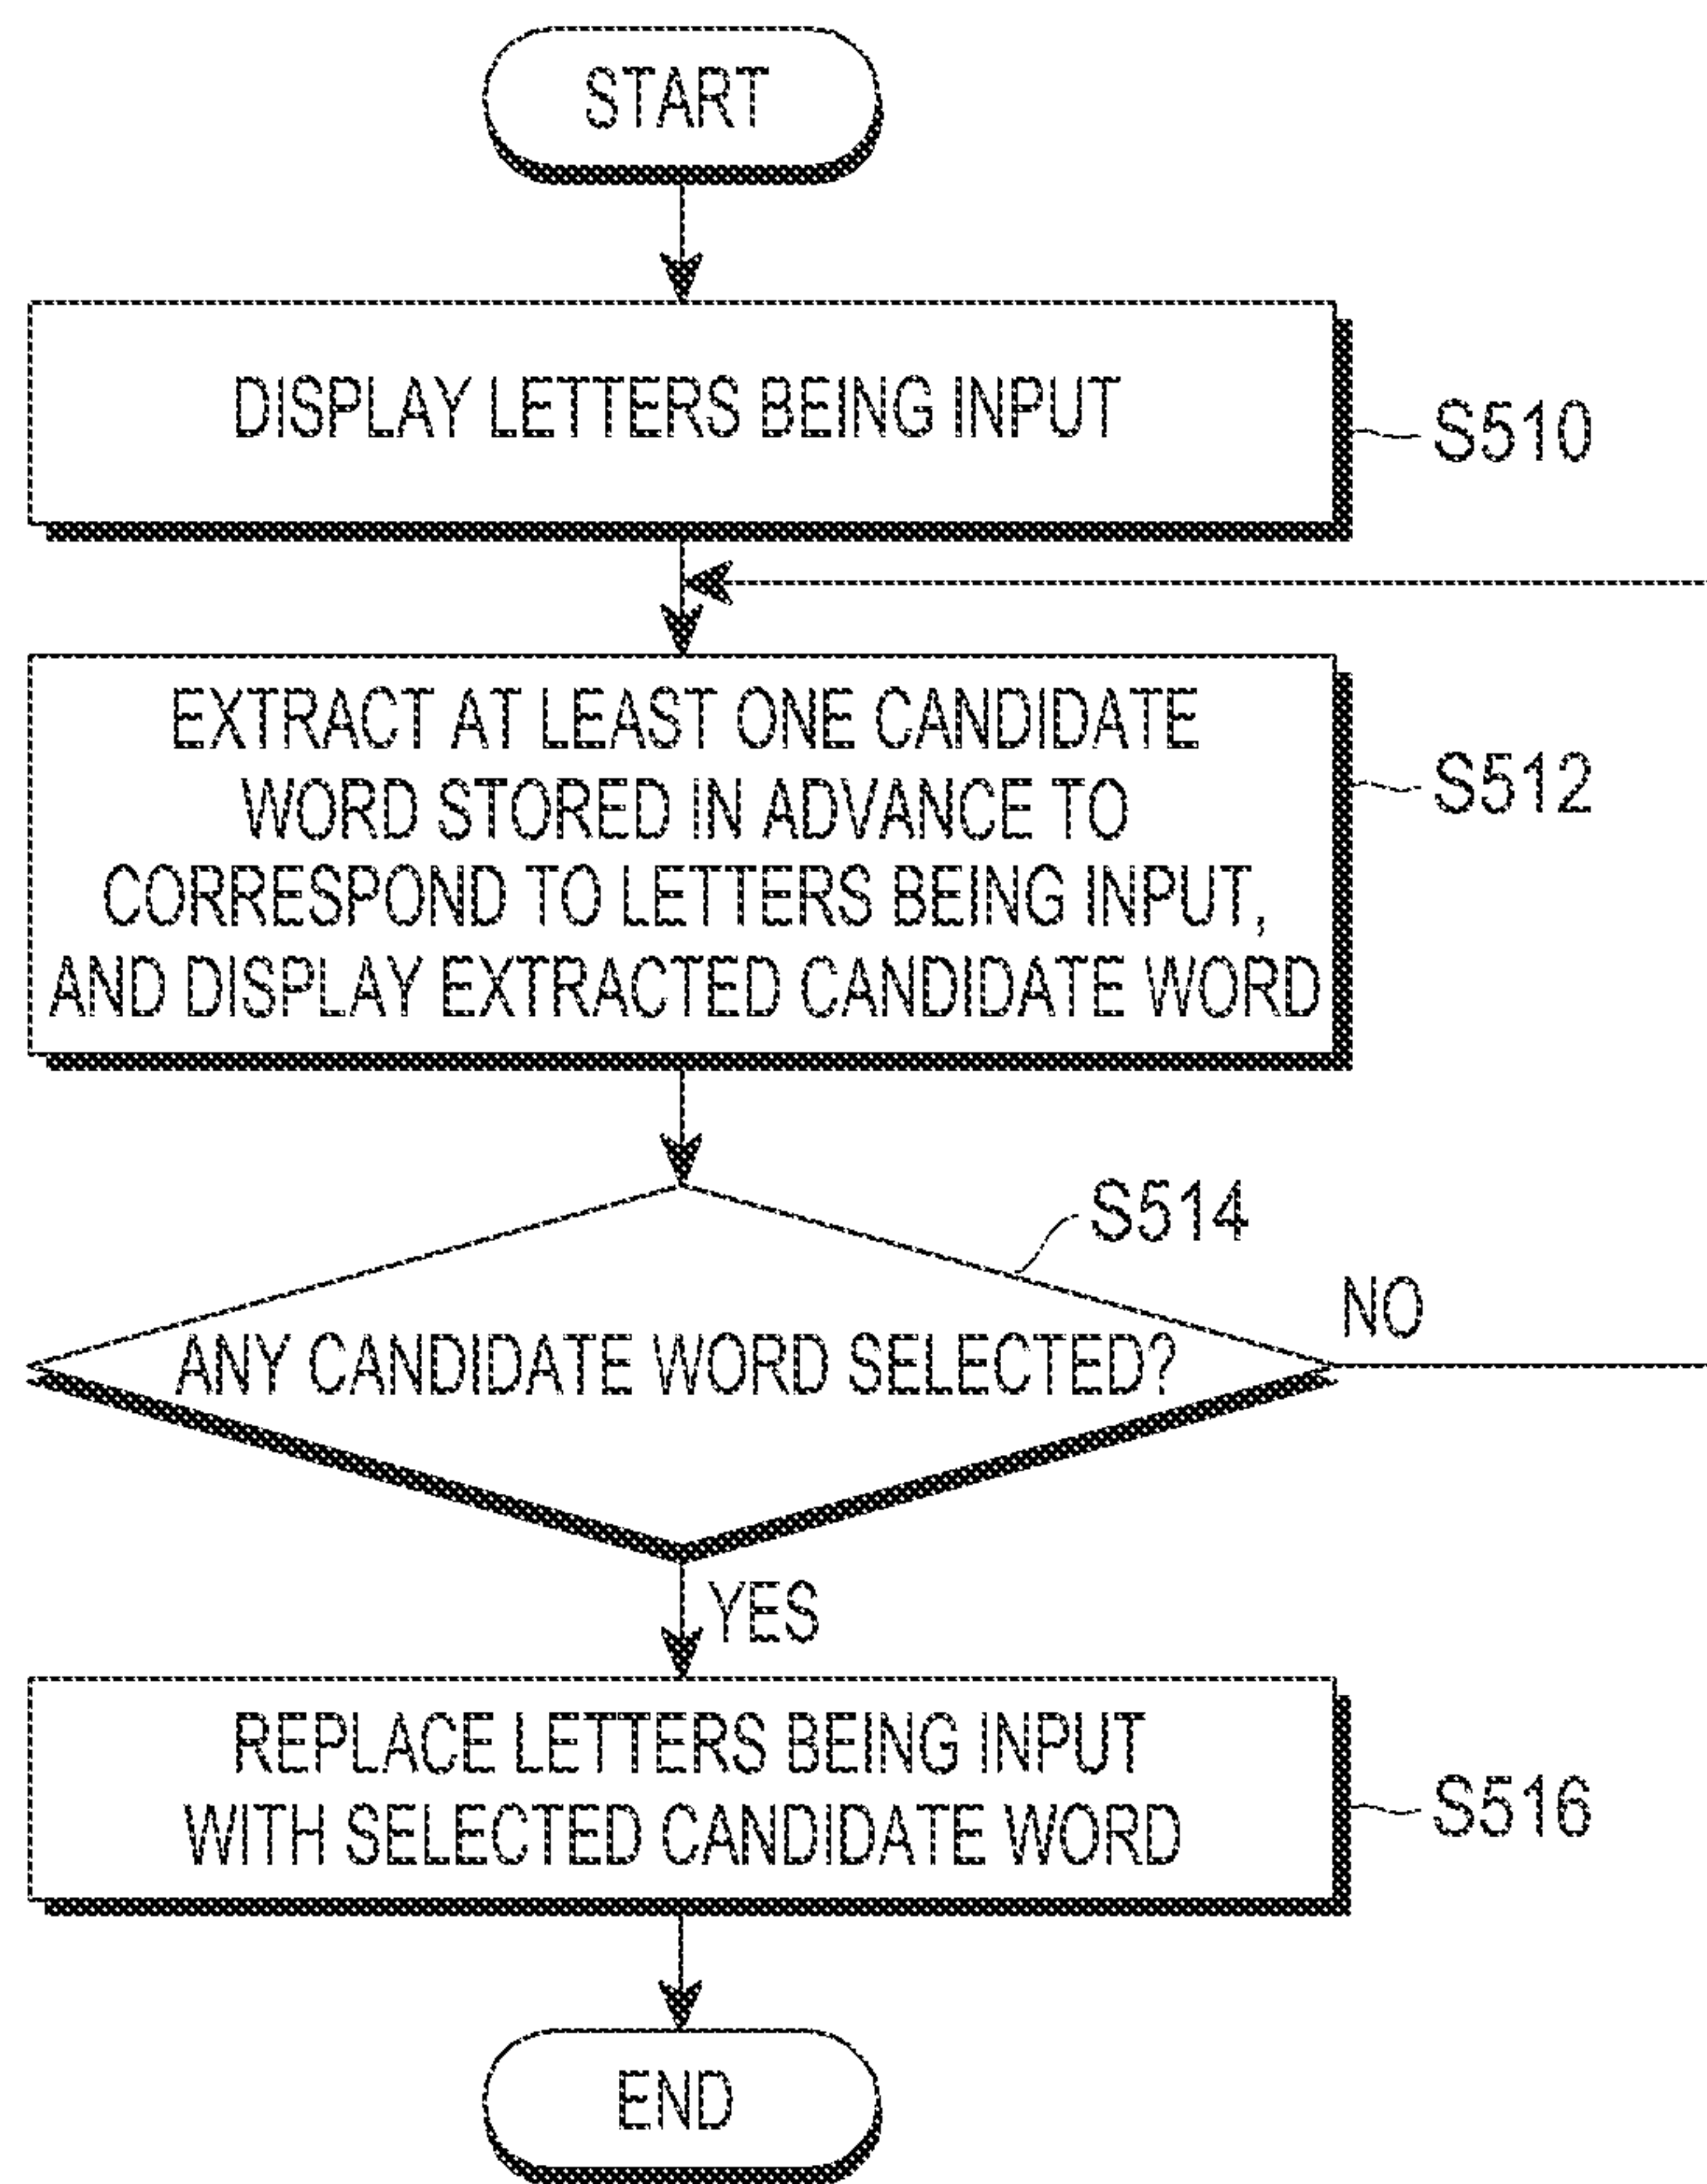 START
DISPLAY LETTERS BEING INPUT
S510
EXTRACT AT LEAST ONE CANDIDATE
WORD STORED IN ADVANCE TO
CORRESPOND TO LETTERS BEING INPUT,
AND DISPLAY EXTRACTED CANDIDATE WORD
S512
S514
ANY CANDIDATE WORD SELECTED?
NO
YES
REPLACE LETTERS BEING INPUT
WITH SELECTED CANDIDATE WORD
S516
END